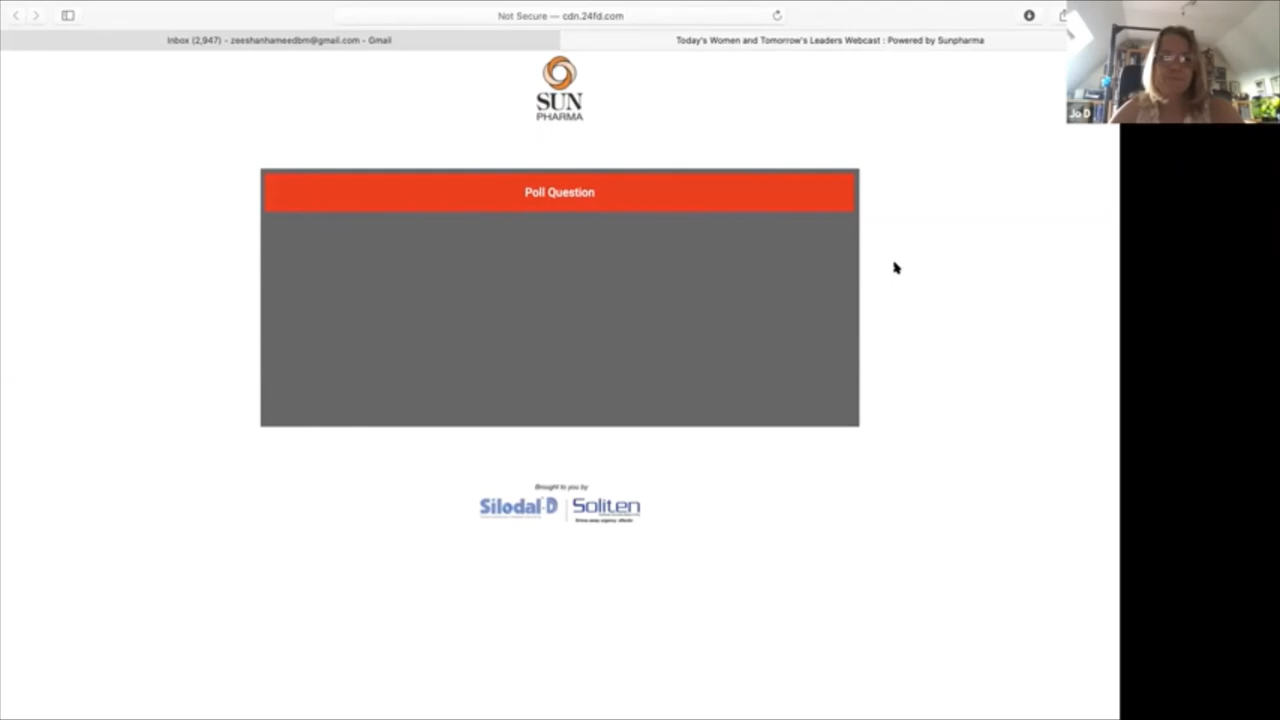 Not Secure — cdn.24fd.com
Inbox (2,947) - zeeshanhameedbm@gmail.com - Gmail
Today's Women and Tomorrow's Leaders Webcast : Powered by Sunpharma
Jo D
SUN
PHARMA
Poll Question
Brought to you by
Silodal-D
Soliten